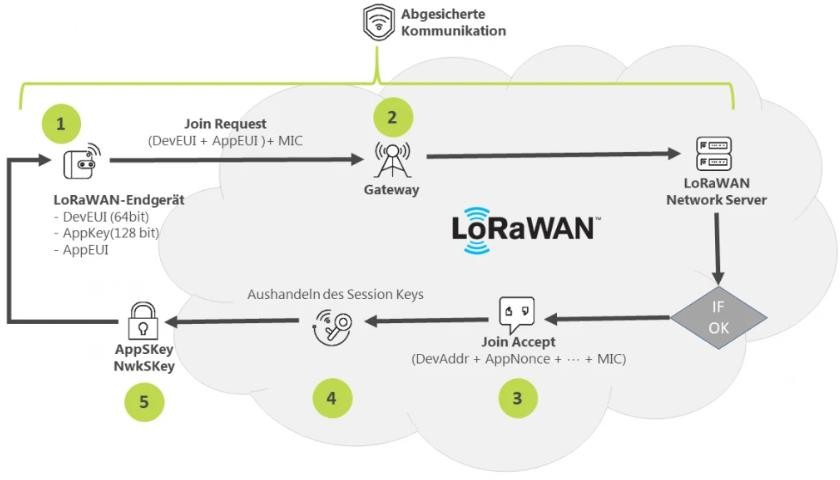 Abgesicherte
Kommunikation
1
Join Request
(DevEUI + AppEUI )+ MIC
2
Gateway
LoRaWAN-Endgerät
- DevEUI (64bit)
- AppKey(128 bit)
- AppEUI
LoRaWAN
Network Server
LoRaWAN™
IF
OK
Aushandeln des Session Keys
Join Accept
(DevAddr + AppNonce + ⋯ + MIC)
AppSKey
NwkSKey
5
4
3